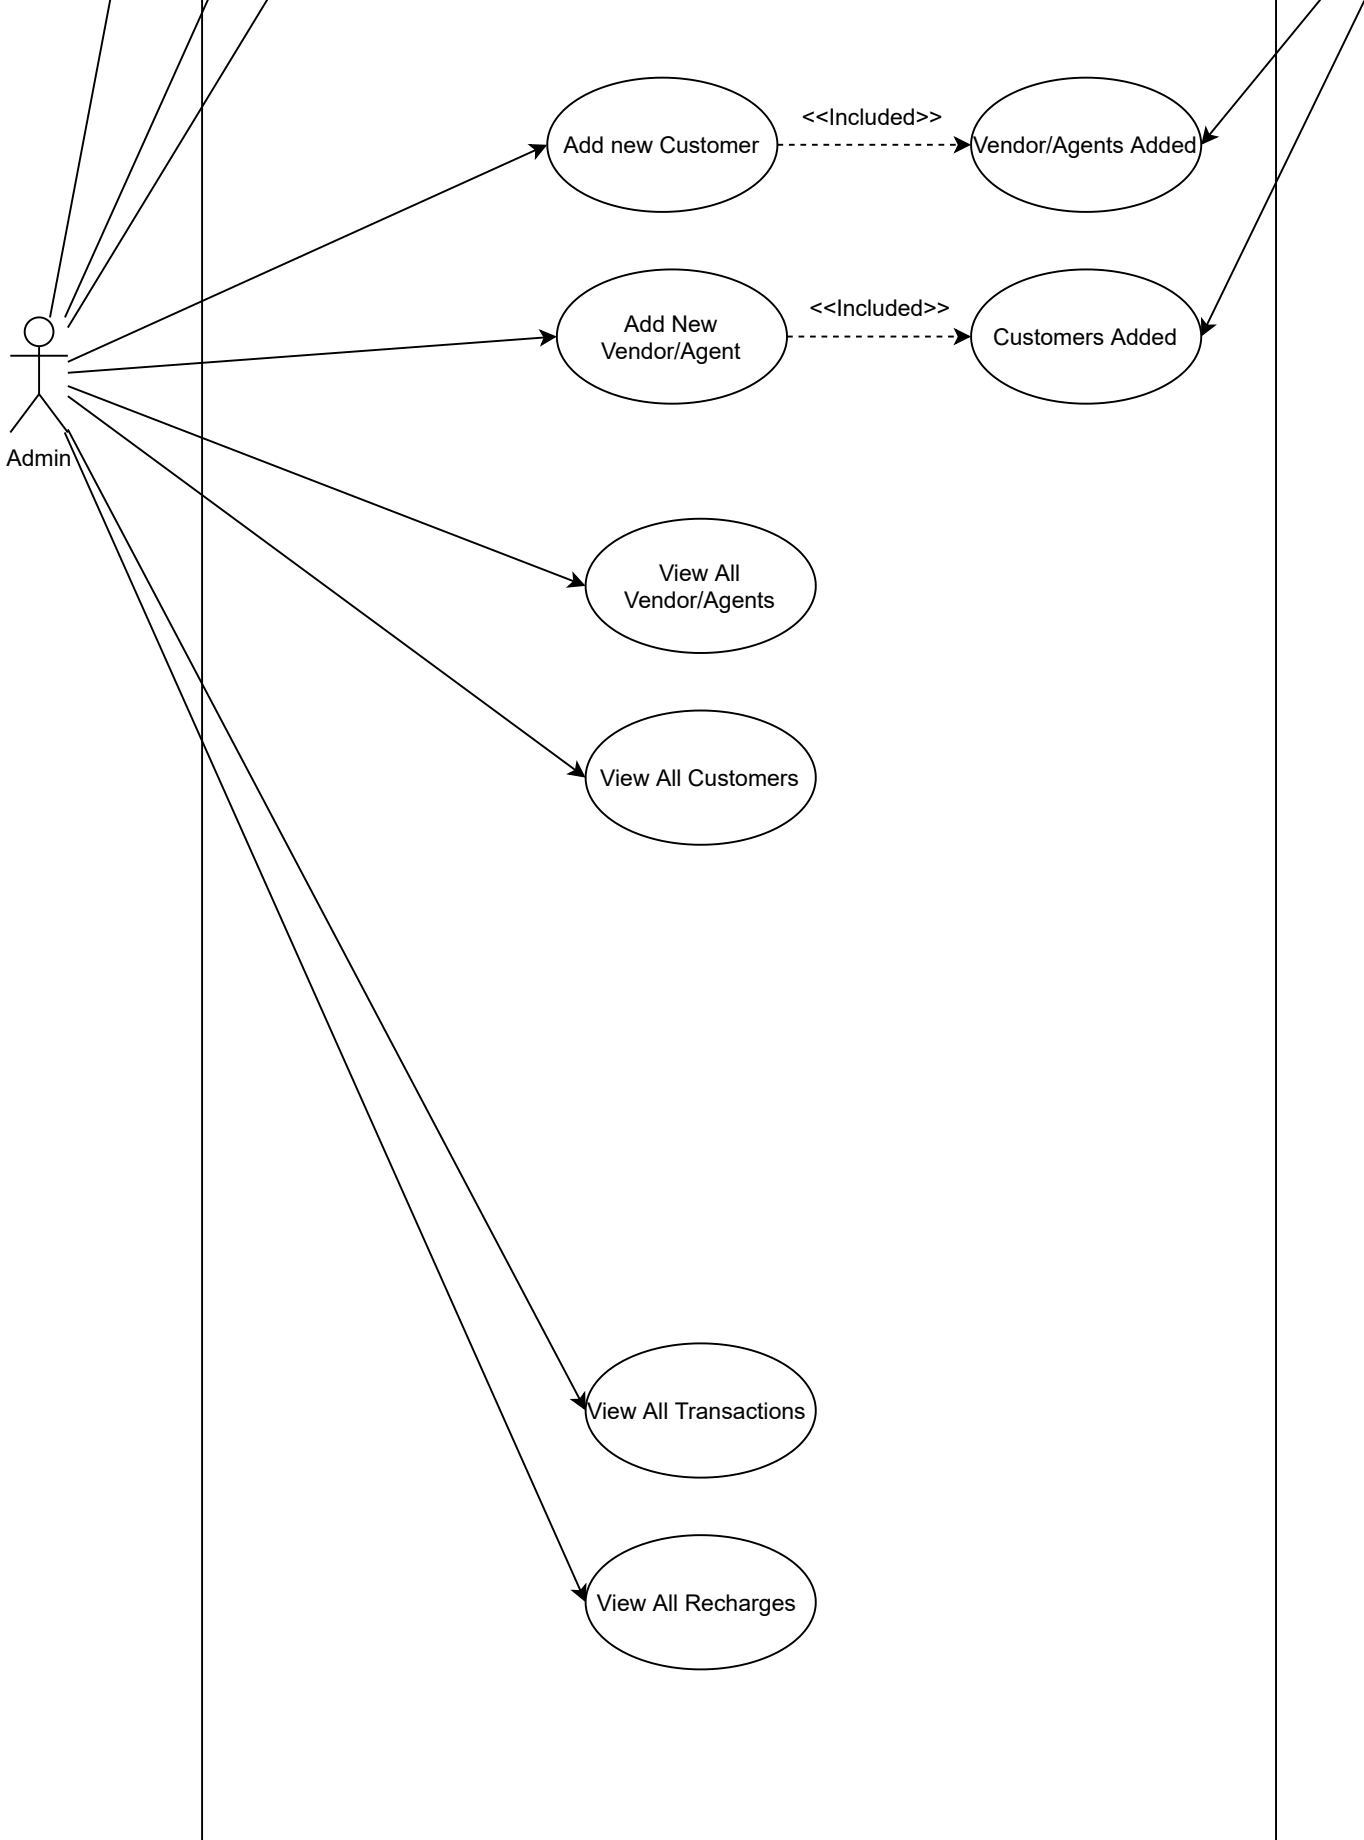 <<Included>>
Add new Customer
Vendor/Agents Added
<<Included>>
Add New
Vendor/Agent
Customers Added
Admin
View All
Vendor/Agents
View All Customers
View All Transactions
View All Recharges